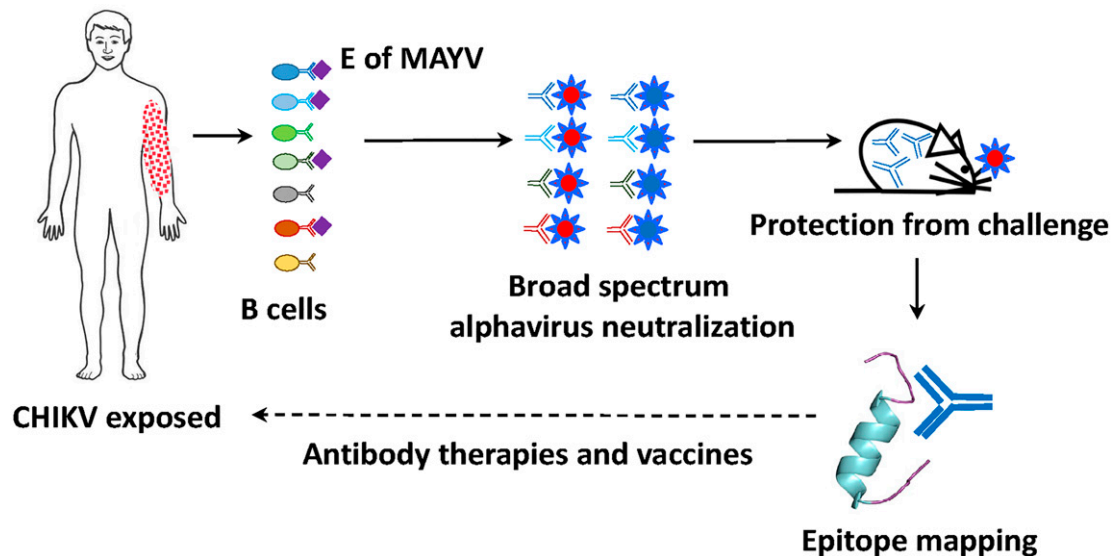 E of MAYV
B cells
CHIKV exposed
Broad spectrum
alphavirus neutralization
Protection from challenge
Epitope mapping
Antibody therapies and vaccines